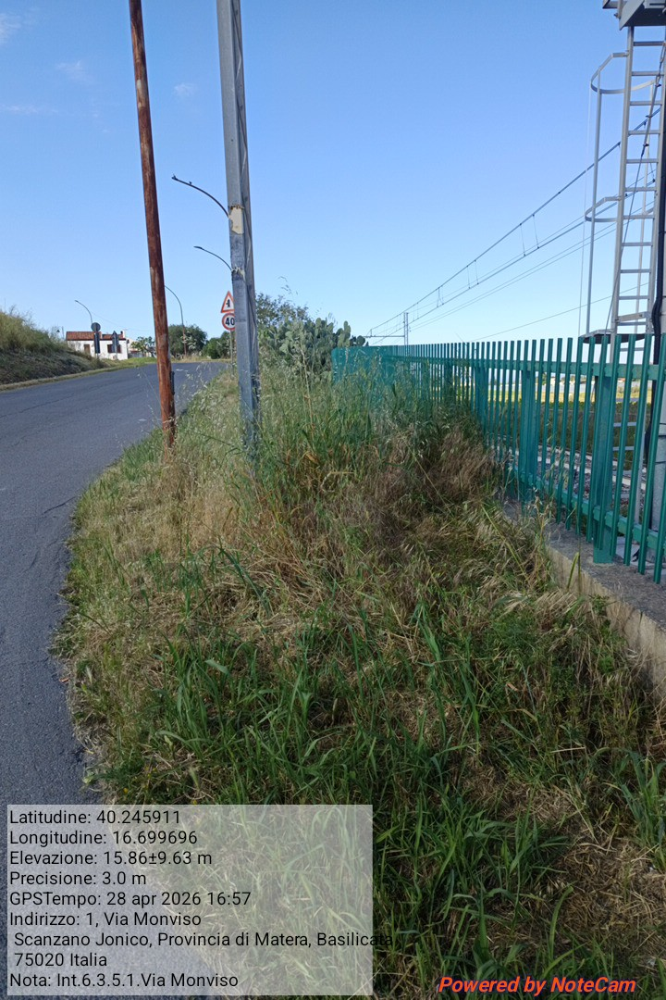 40
Latitudine: 40.245911
Longitudine: 16.699696
Elevazione: 15.86±9.63 m
Precisione: 3.0 m
GPSTempo: 28 apr 2026 16:57
Indirizzo: 1, Via Monviso
Scanzano Jonico, Provincia di Matera, Basilicata,
75020 Italia
Nota: Int.6.3.5.1.Via Monviso
Powered by NoteCam